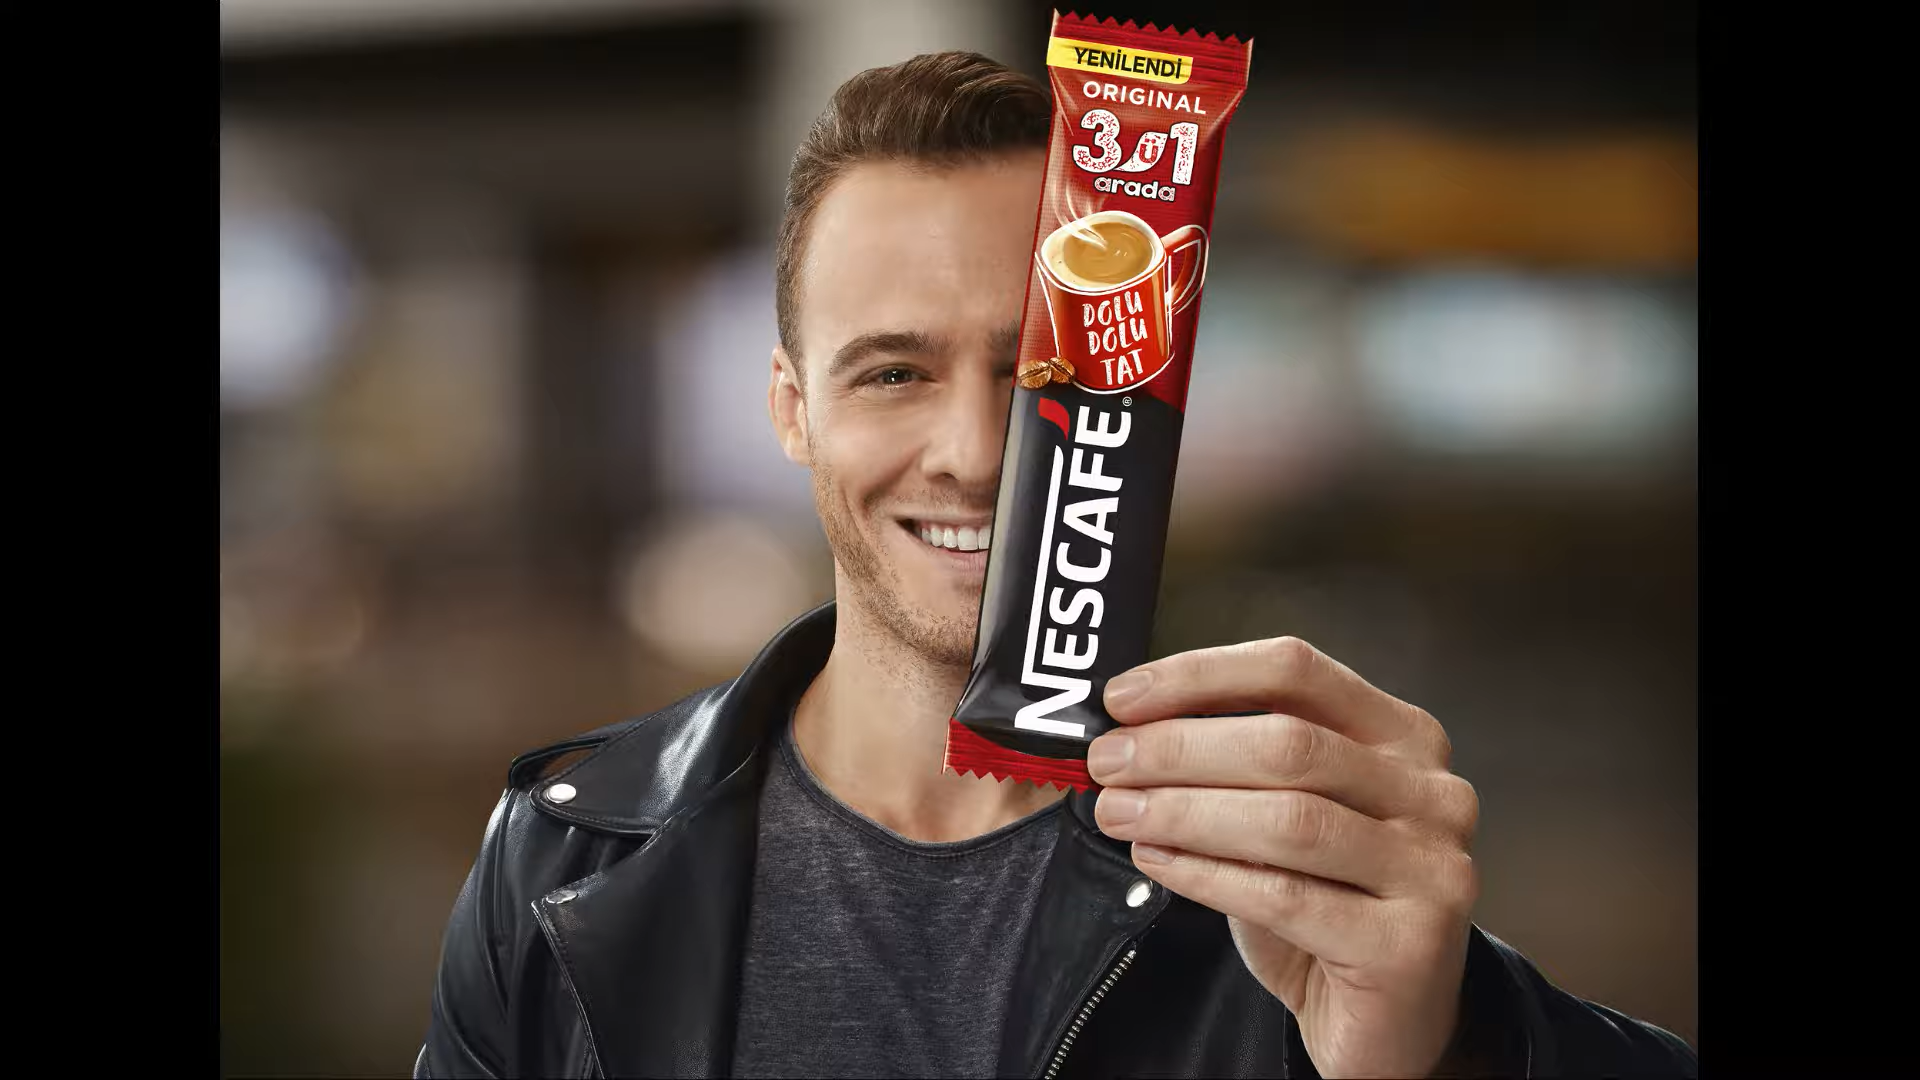 YENİLENDİ
ORIGINAL
3ü1
arada
DOLU
DOLU
TAT
NESCAFÉ®